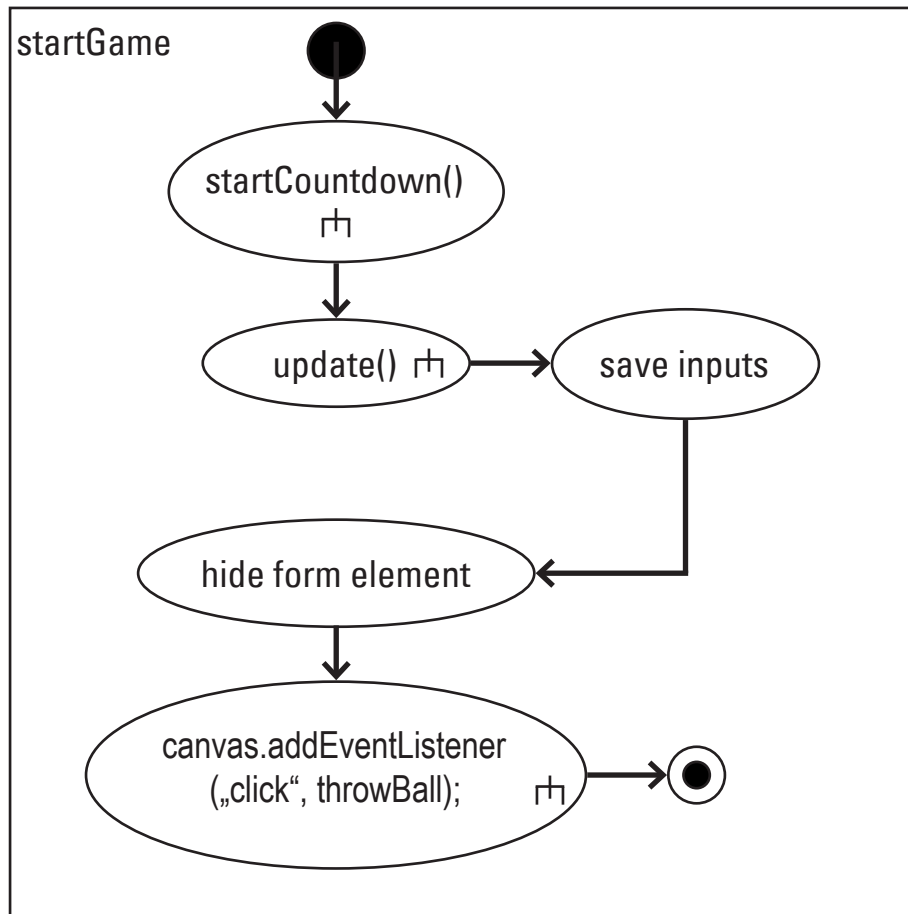 startGame
startCountdown()
update()
save inputs
hide form element
canvas.addEventListener
(„click“, throwBall);